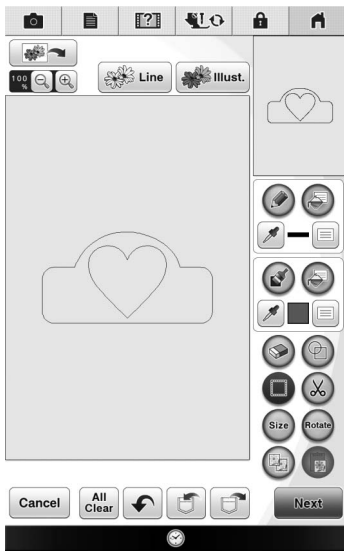 [?]
100
%
Line
Illust.
Size
Rotate
Cancel
All
Clear
Next